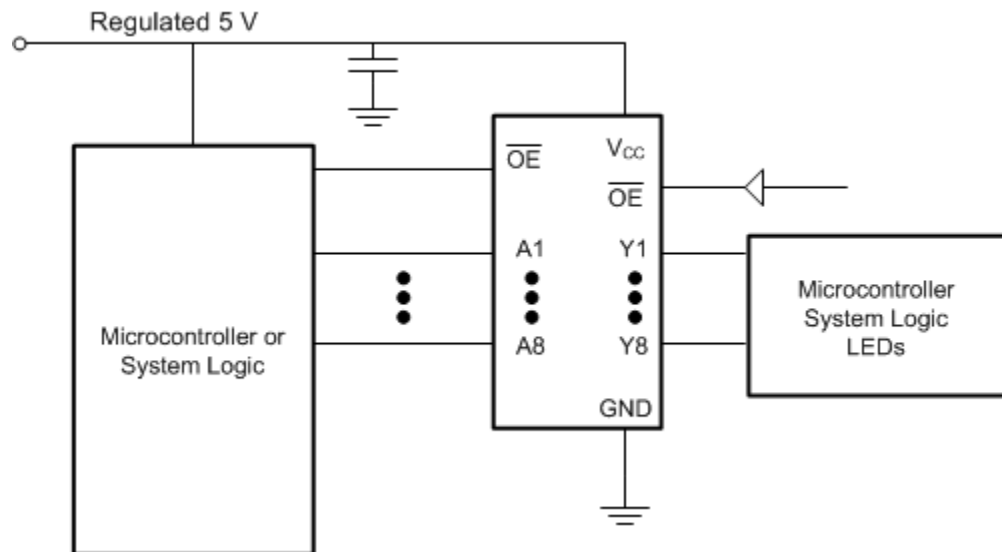 Regulated 5 V
OE
VCC
OE
A1
Y1
A8
Y8
GND
Microcontroller or
System Logic
Microcontroller
System Logic
LEDs